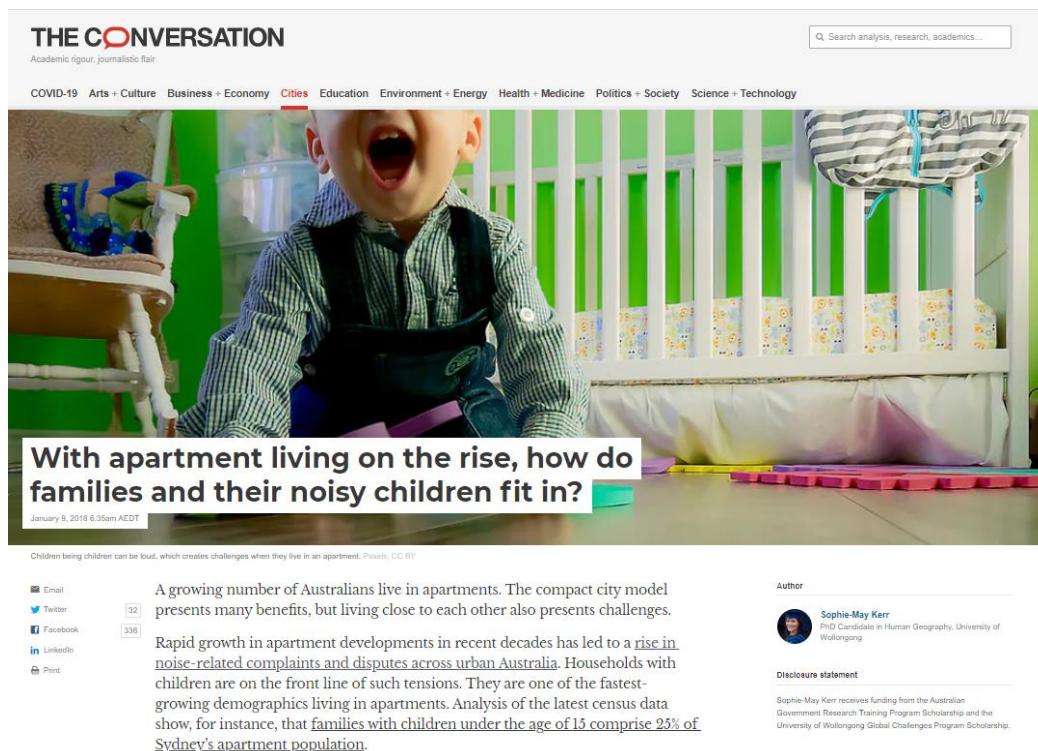 THE CONVERSATION
Academic rigour, journalistic flair
Search analysis, research, academics...
COVID-19 Arts + Culture Business + Economy Cities Education Environment + Energy Health + Medicine Politics + Society Science + Technology
With apartment living on the rise, how do
families and their noisy children fit in?
January 9, 2018 6.35am AEDT
Children being children can be loud, which creates challenges when they live in an apartment. Pexels, CC BY
Email
Twitter 32
Facebook 336
LinkedIn
Print
A growing number of Australians live in apartments. The compact city model
presents many benefits, but living close to each other also presents challenges.
Rapid growth in apartment developments in recent decades has led to a rise in
noise-related complaints and disputes across urban Australia. Households with
children are on the front line of such tensions. They are one of the fastest-
growing demographics living in apartments. Analysis of the latest census data
show, for instance, that families with children under the age of 15 comprise 25% of
Sydney's apartment population.
Author
Sophie-May Kerr
PhD Candidate in Human Geography, University of
Wollongong
Disclosure statement
Sophie-May Kerr receives funding from the Australian
Government Research Training Program Scholarship and the
University of Wollongong Global Challenges Program Scholarship.